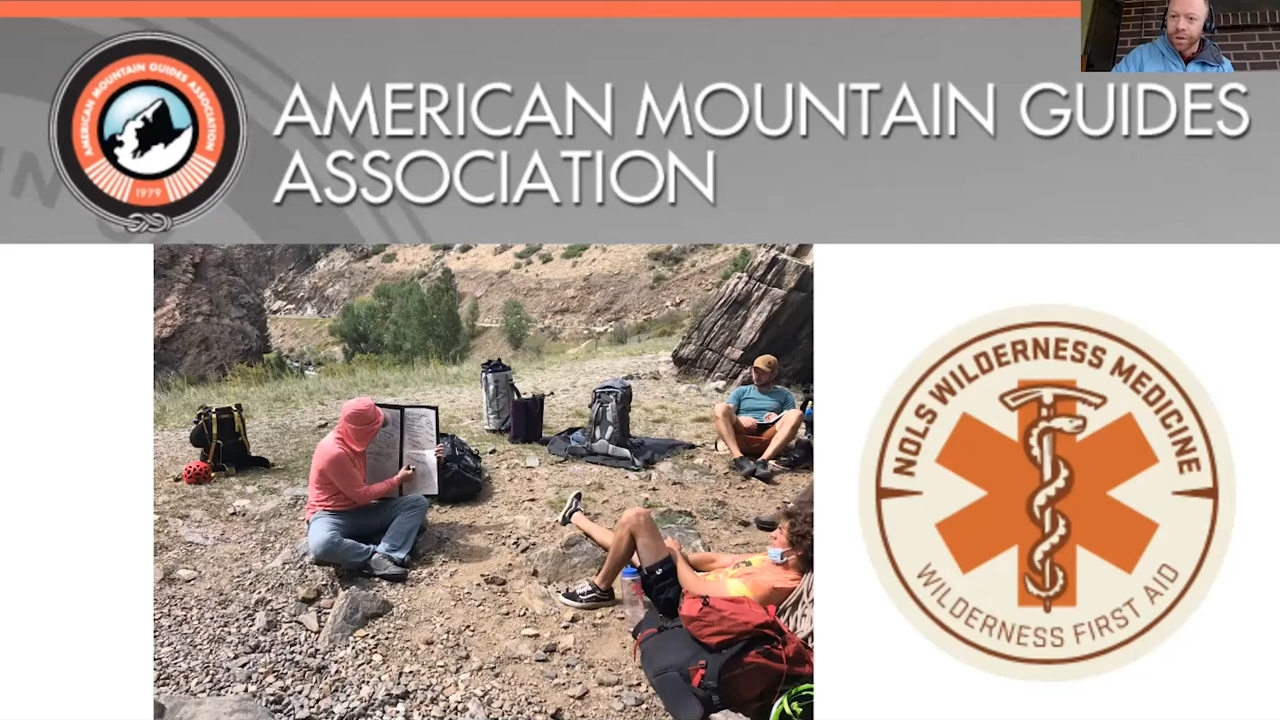 AMERICAN MOUNTAIN GUIDES
ASSOCIATION
AMERICAN MOUNTAIN GUIDES ASSOCIATION
1979
NOLS WILDERNESS MEDICINE
WILDERNESS FIRST AID